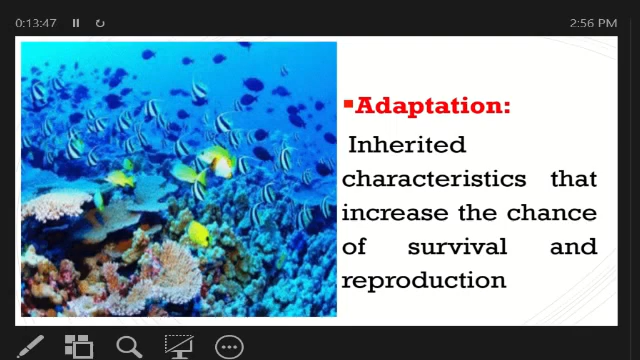 0:13:47
2:56 PM
▪Adaptation:
Inherited
characteristics that
increase the chance
of survival and
reproduction